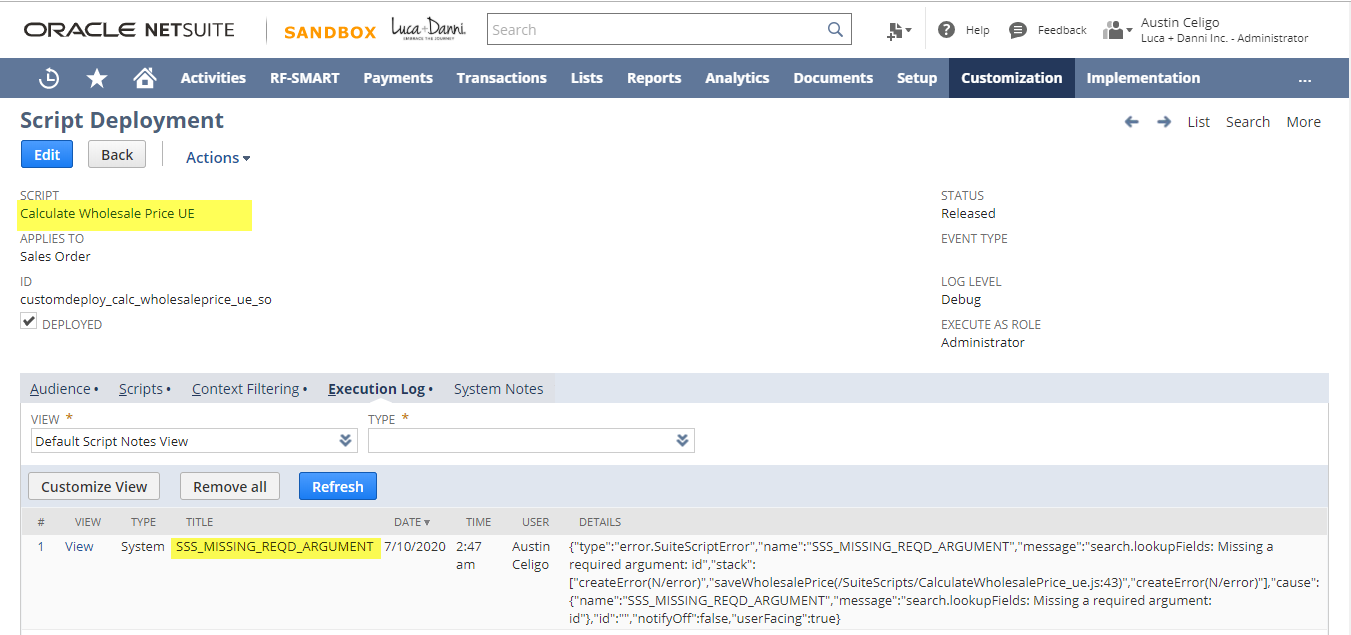 ORACLE NETSUITE
SANDBOX
Luca + Danni.
EMBRACE THE JOURNEY
Search
Help
Feedback
Austin Celigo
Luca + Danni Inc. - Administrator
Activities RF-SMART Payments Transactions Lists Reports Analytics Documents Setup Customization Implementation ...
Script Deployment
List Search More
Edit Back Actions
SCRIPT
Calculate Wholesale Price UE
APPLIES TO
Sales Order
ID
customdeploy_calc_wholesaleprice_ue_so
DEPLOYED
STATUS
Released
EVENT TYPE
LOG LEVEL
Debug
EXECUTE AS ROLE
Administrator
Audience • Scripts • Context Filtering • Execution Log • System Notes
VIEW * TYPE *
Default Script Notes View
Customize View Remove all Refresh
# VIEW TYPE TITLE DATE ▼ TIME USER DETAILS
1 View System SSS_MISSING_REQD_ARGUMENT 7/10/2020 2:47 am Austin Celigo
{"type":"error.SuiteScriptError","name":"SSS_MISSING_REQD_ARGUMENT","message":"search.lookupFields: Missing a
required argument: id","stack":
["createError(N/error)","saveWholesalePrice(/SuiteScripts/CalculateWholesalePrice_ue.js:43)","createError(N/error)"],"cause":
{"name":"SSS_MISSING_REQD_ARGUMENT","message":"search.lookupFields: Missing a required argument:
id"},"id":"","notifyOff":false,"userFacing":true}